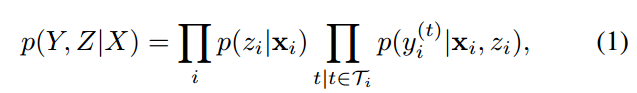 p(Y, Z|X) = ∏_i p(z_i|𝐱_i) ∏_{t|t∈𝒯_i} p(y_i^{(t)}|𝐱_i, z_i), (1)